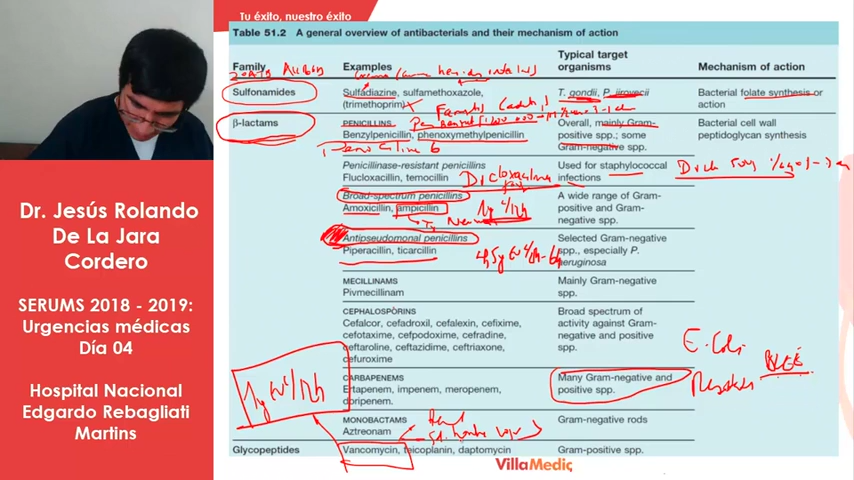 Tu éxito, nuestro éxito
Table 51.2 A general overview of antibacterials and their mechanism of action
Family
Examples
Typical target organisms
Mechanism of action
Sulfonamides
Sulfadiazine, sulfamethoxazole, (trimethoprim)
T. gondii, P. jirovecii
Bacterial folate synthesis or action
β-lactams
PENICILLINS
Benzylpenicillin, phenoxymethylpenicillin
Overall, mainly Gram-positive spp.; some Gram-negative spp.
Bacterial cell wall peptidoglycan synthesis
Penicillinase-resistant penicillins
Flucloxacillin, temocillin
Used for staphylococcal infections
Dicloxacilina
Broad-spectrum penicillins
Amoxicillin, ampicillin
A wide range of Gram-positive and Gram-negative spp.
Antipseudomonal penicillins
Piperacillin, ticarcillin
Selected Gram-negative spp., especially P. aeruginosa
MECILLINAMS
Pivmecillinam
Mainly Gram-negative spp.
CEPHALOSPORINS
Cefalcor, cefadroxil, cefalexin, cefixime,
cefotaxime, cefpodoxime, cefradine,
ceftaroline, ceftazidime, ceftriaxone,
cefuroxime
Broad spectrum of activity against Gram-negative and positive spp.
E. Coli
CARBAPENEMS
Ertapenem, impenem, meropenem,
doripenem.
Many Gram-negative and positive spp.
MONOBACTAMS
Aztreonam
Gram-negative rods
Glycopeptides
Vancomycin, teicoplanin, daptomycin
Gram-positive spp.
Dr. Jesús Rolando
De La Jara
Cordero
SERUMS 2018 - 2019:
Urgencias médicas
Día 04
Hospital Nacional
Edgardo Rebagliati
Martins
VillaMedic